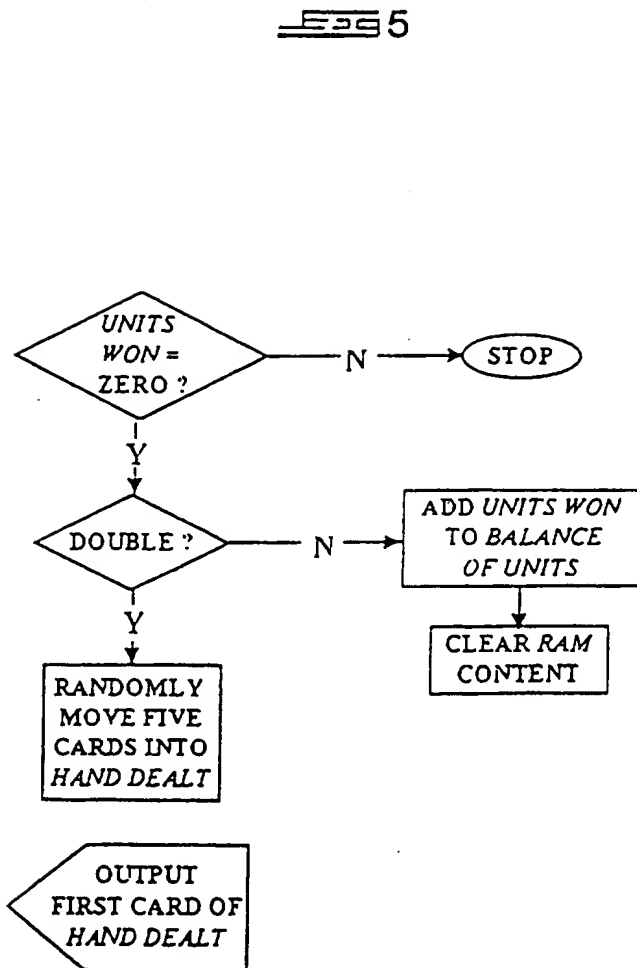 5
UNITS
WON =
ZERO ?
N
STOP
Y
DOUBLE ?
N
ADD UNITS WON
TO BALANCE
OF UNITS
Y
CLEAR RAM
CONTENT
RANDOMLY
MOVE FIVE
CARDS INTO
HAND DEALT
OUTPUT
FIRST CARD OF
HAND DEALT